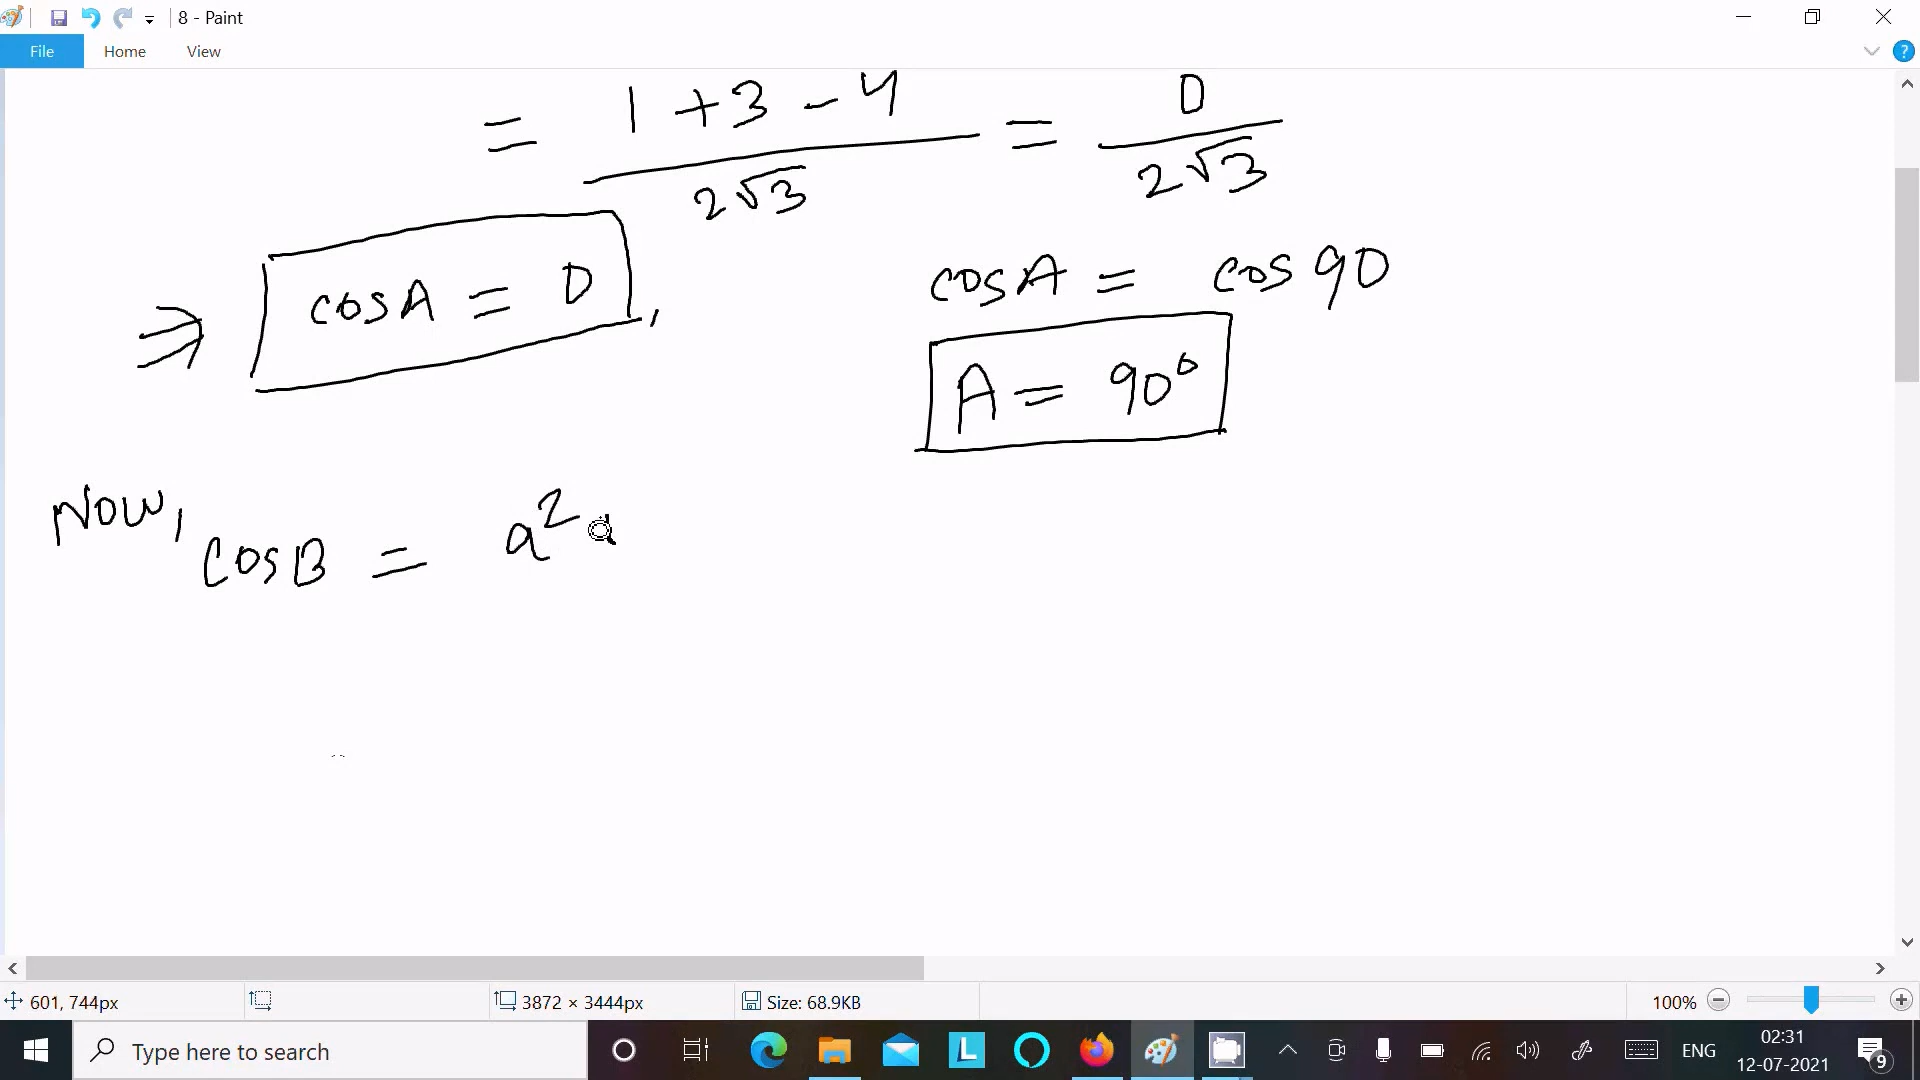 8 - Paint
File Home View
= 1 + 3 - 4 / 2√3 = 0 / 2√3
⇒ cosA = 0, cosA = cos 90
A = 90°
Now,
cosB = a²
601, 744px 3872 × 3444px Size: 68.9KB 100%
Type here to search
L
ENG
02:31
12-07-2021
9